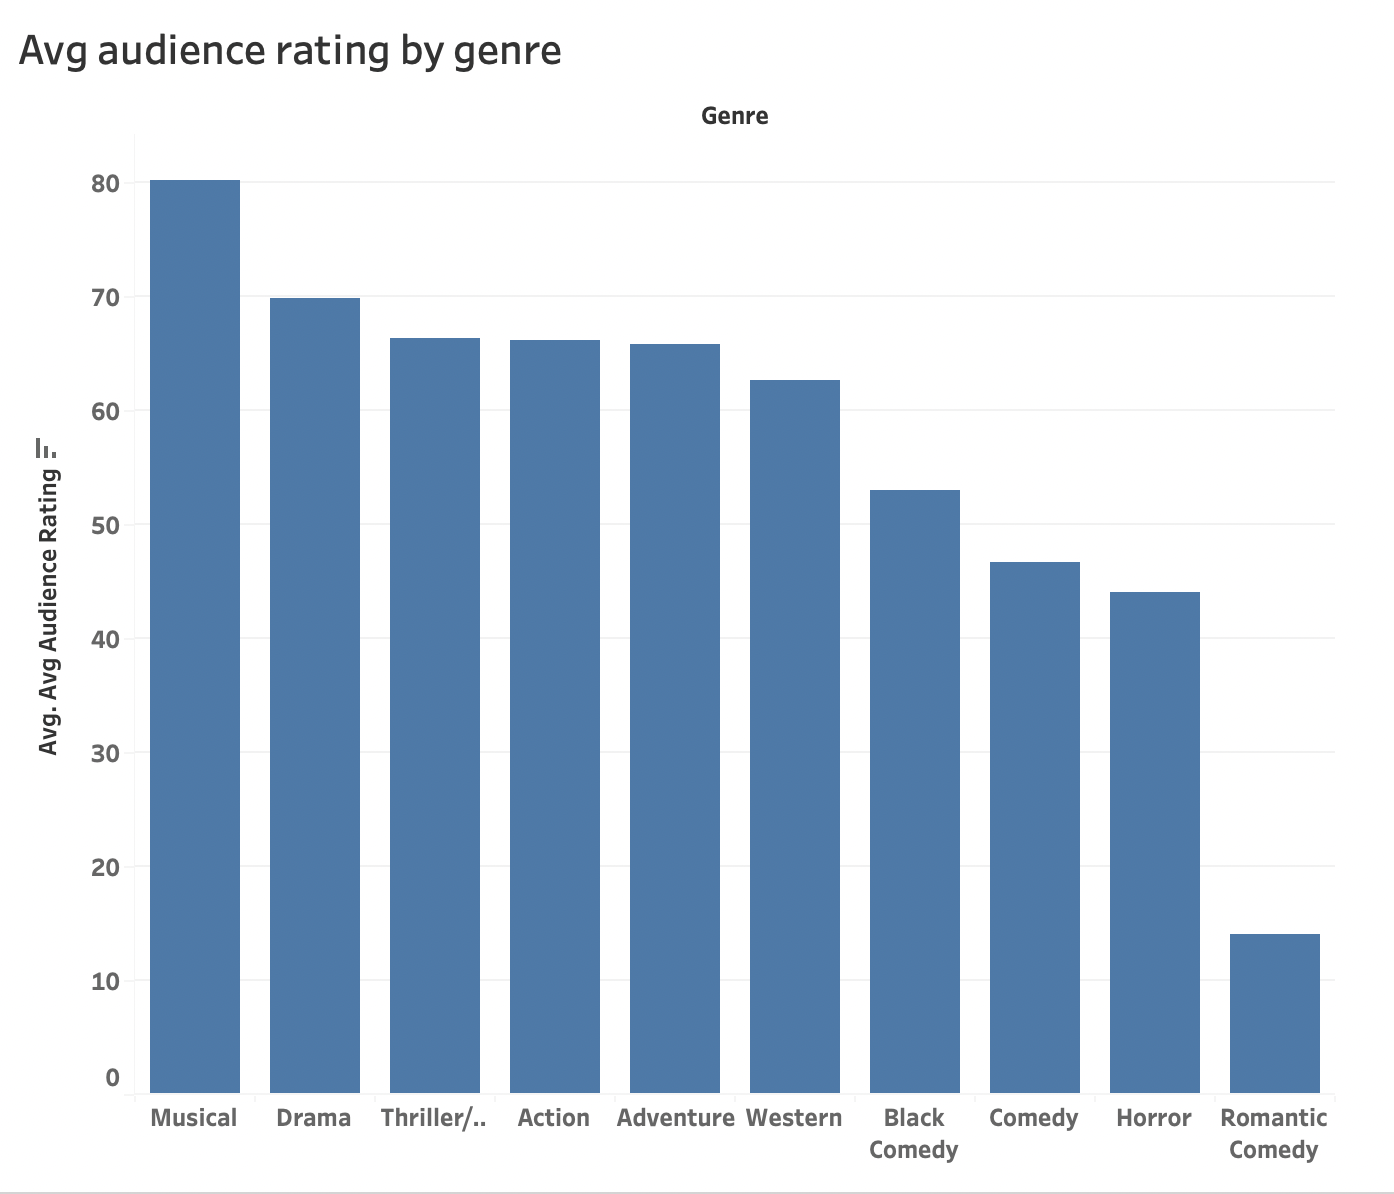 Avg audience rating by genre
Genre
80
70
60
50
40
30
20
10
0
Avg. Avg Audience Rating
Musical Drama Thriller/.. Action Adventure Western Black Comedy Horror Romantic
Comedy Comedy